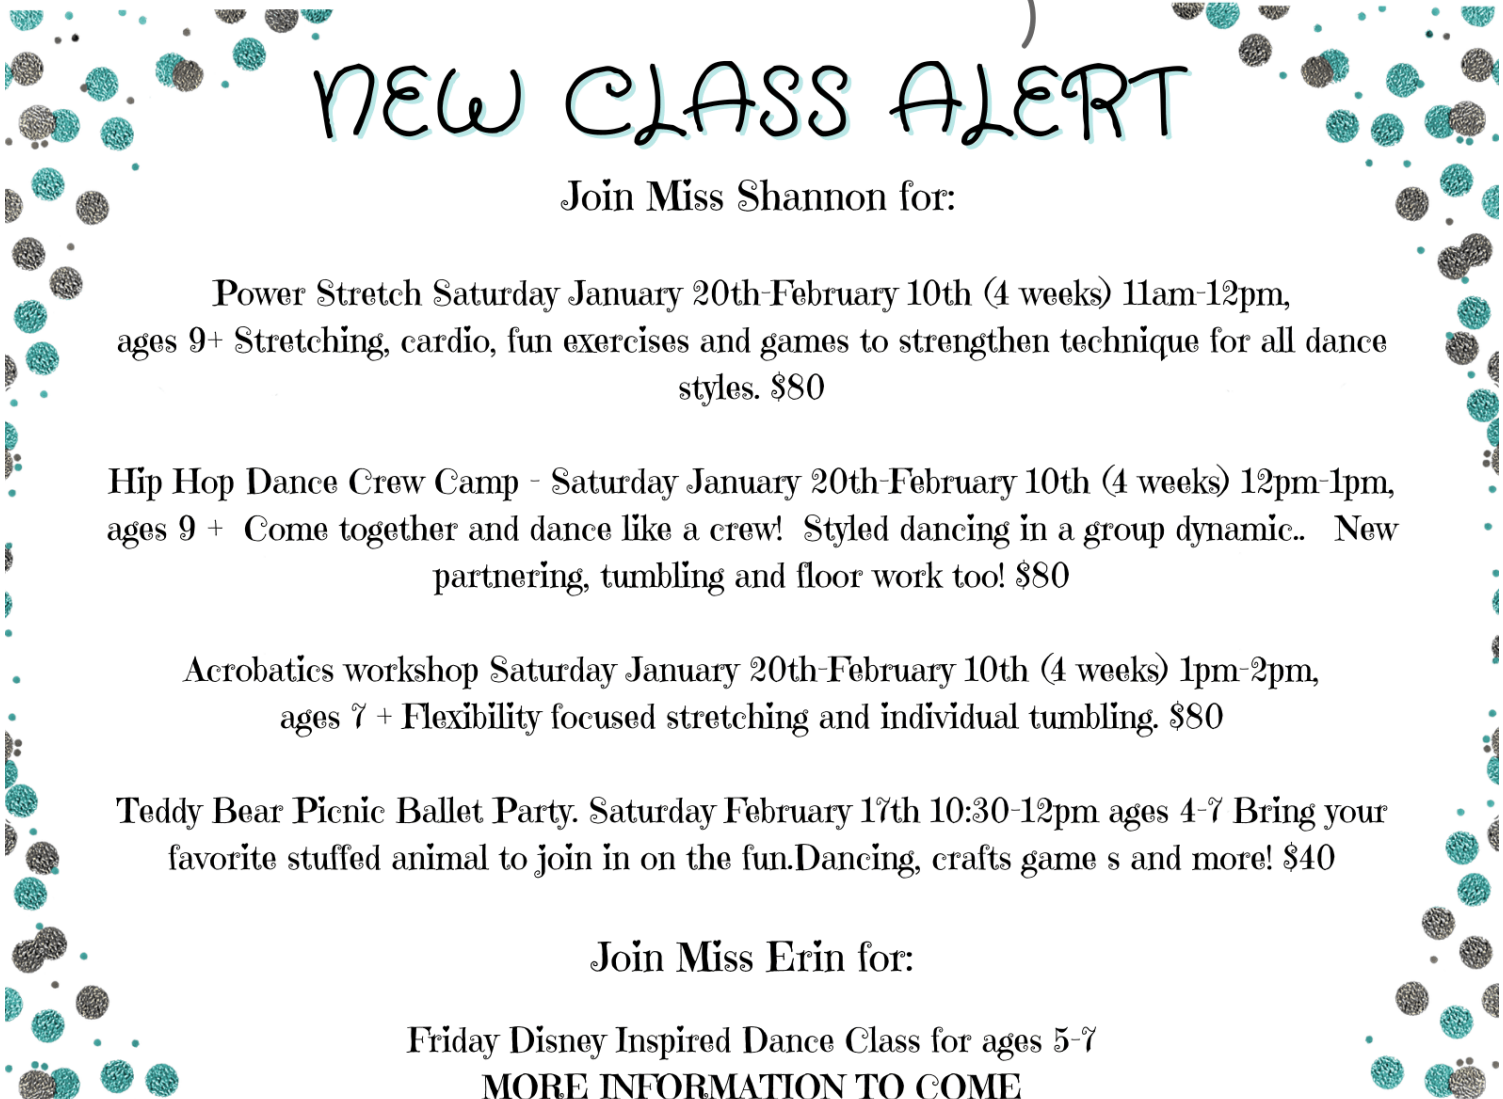 NEW CLASS ALERT
Join Miss Shannon for:
Power Stretch Saturday January 20th-February 10th (4 weeks) 11am-12pm,
ages 9+ Stretching, cardio, fun exercises and games to strengthen technique for all dance
styles. $80
Hip Hop Dance Crew Camp - Saturday January 20th-February 10th (4 weeks) 12pm-1pm,
ages 9 + Come together and dance like a crew! Styled dancing in a group dynamic.. New
partnering, tumbling and floor work too! $80
Acrobatics workshop Saturday January 20th-February 10th (4 weeks) 1pm-2pm,
ages 7 + Flexibility focused stretching and individual tumbling. $80
Teddy Bear Picnic Ballet Party. Saturday February 17th 10:30-12pm ages 4-7 Bring your
favorite stuffed animal to join in on the fun.Dancing, crafts game s and more! $40
Join Miss Erin for:
Friday Disney Inspired Dance Class for ages 5-7
MORE INFORMATION TO COME